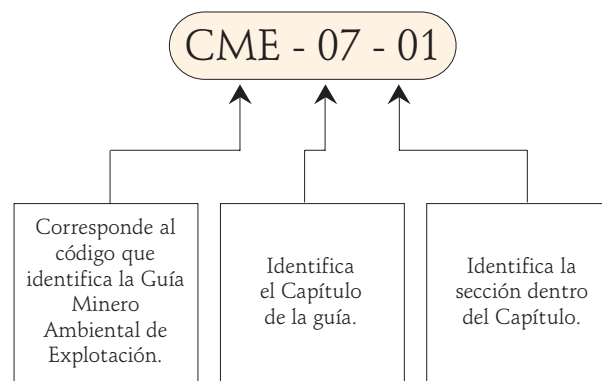 CME - 07 - 01
Corresponde al
código que
identifica la Guía
Minero
Ambiental de
Explotación.
Identifica
el Capítulo
de la guía.
Identifica la
sección dentro
del Capítulo.